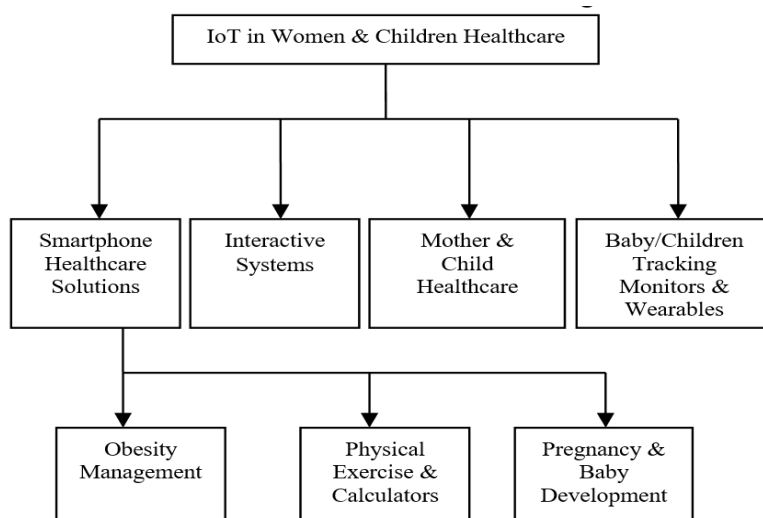 IoT in Women & Children Healthcare
Smartphone
Healthcare
Solutions
Interactive
Systems
Mother &
Child
Healthcare
Baby/Children
Tracking
Monitors &
Wearables
Obesity
Management
Physical
Exercise &
Calculators
Pregnancy &
Baby
Development